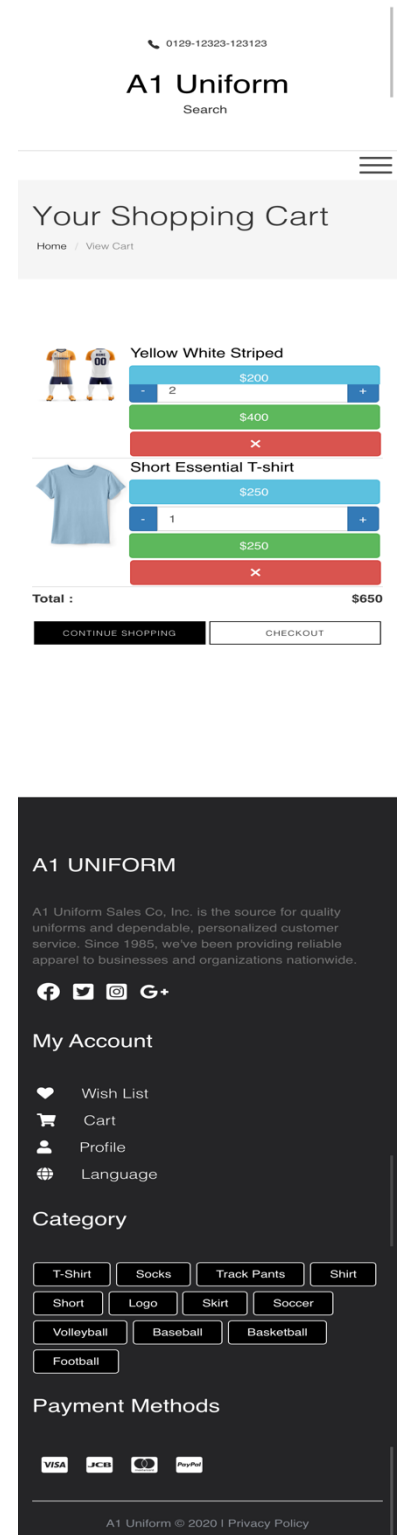 0129-12323-123123
A1 Uniform
Search
Your Shopping Cart
Home / View Cart
Yellow White Striped
$200
- 2 +
$400
×
Short Essential T-shirt
$250
- 1 +
$250
×
Total : $650
CONTINUE SHOPPING CHECKOUT
A1 UNIFORM
A1 Uniform Sales Co, Inc. is the source for quality
uniforms and dependable, personalized customer
service. Since 1985, we've been providing reliable
apparel to businesses and organizations nationwide.
G+
My Account
Wish List
Cart
Profile
Language
Category
T-Shirt Socks Track Pants Shirt
Short Logo Skirt Soccer
Volleyball Baseball Basketball
Football
Payment Methods
VISA JCB PayPal
A1 Uniform © 2020 | Privacy Policy